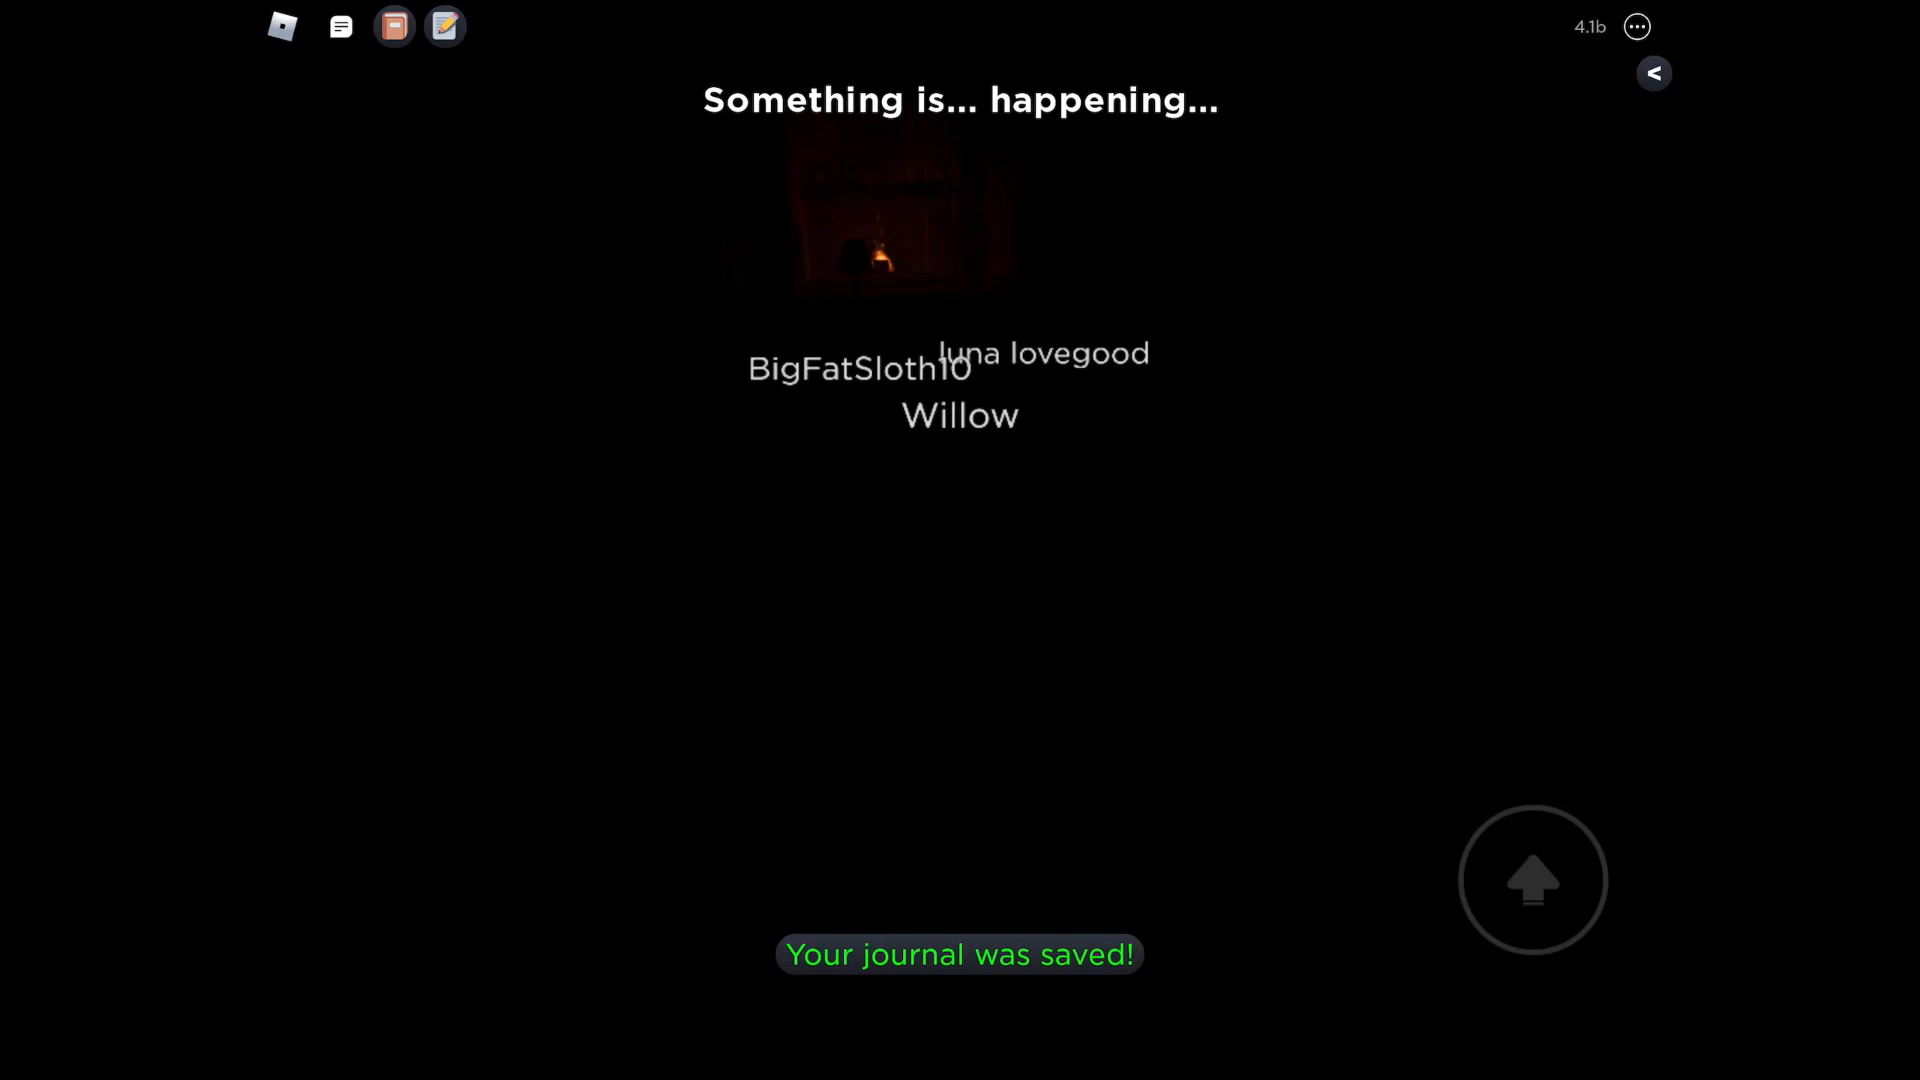 4.1b
<
Something is... happening...
luna lovegood
BigFatSloth10
Willow
Your journal was saved!